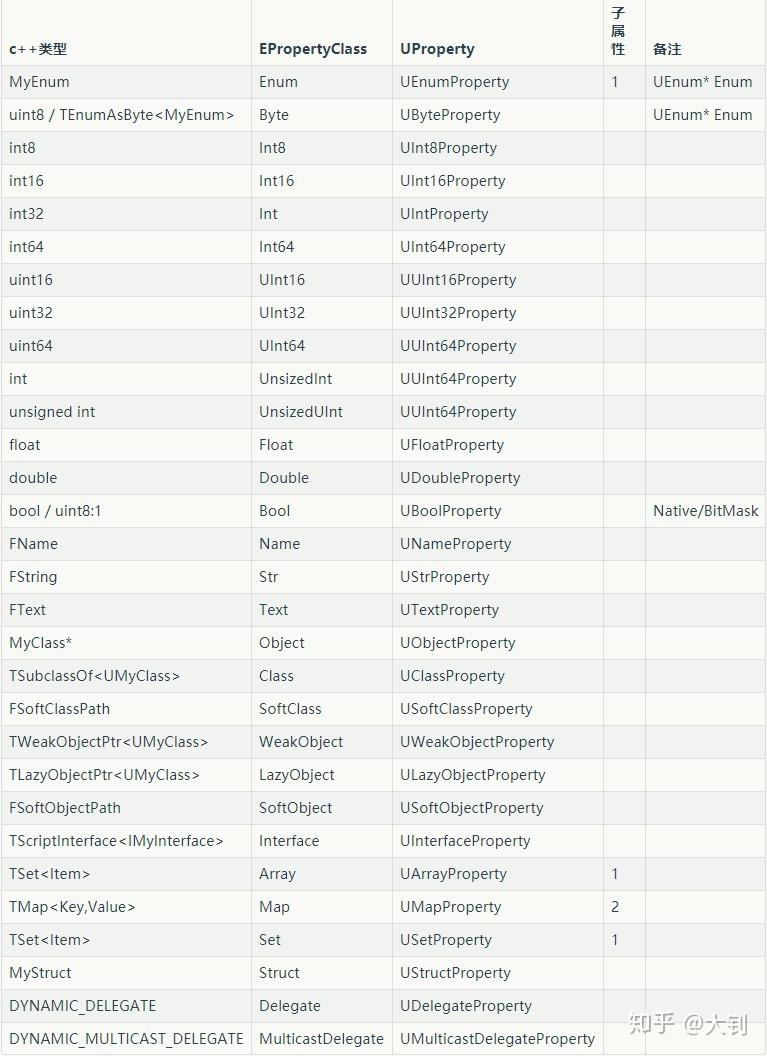 c++类型 EPropertyClass UProperty 子属性 备注
MyEnum Enum UEnumProperty 1 UEnum* Enum
uint8 / TEnumAsByte<MyEnum> Byte UByteProperty UEnum* Enum
int8 Int8 UInt8Property
int16 Int16 UInt16Property
int32 Int UIntProperty
int64 Int64 UInt64Property
uint16 UInt16 UUInt16Property
uint32 UInt32 UUInt32Property
uint64 UInt64 UUInt64Property
int UnsizedInt UUInt64Property
unsigned int UnsizedUInt UUInt64Property
float Float UFloatProperty
double Double UDoubleProperty
bool / uint8:1 Bool UBoolProperty Native/BitMask
FName Name UNameProperty
FString Str UStrProperty
FText Text UTextProperty
MyClass* Object UObjectProperty
TSubclassOf<UMyClass> Class UClassProperty
FSoftClassPath SoftClass USoftClassProperty
TWeakObjectPtr<UMyClass> WeakObject UWeakObjectProperty
TLazyObjectPtr<UMyClass> LazyObject ULazyObjectProperty
FSoftObjectPath SoftObject USoftObjectProperty
TScriptInterface<IMyInterface> Interface UInterfaceProperty
TSet<Item> Array UArrayProperty 1
TMap<Key,Value> Map UMapProperty 2
TSet<Item> Set USetProperty 1
MyStruct Struct UStructProperty
DYNAMIC_DELEGATE Delegate UDelegateProperty
DYNAMIC_MULTICAST_DELEGATE MulticastDelegate UMulticastDelegateProperty
知乎 @大钊